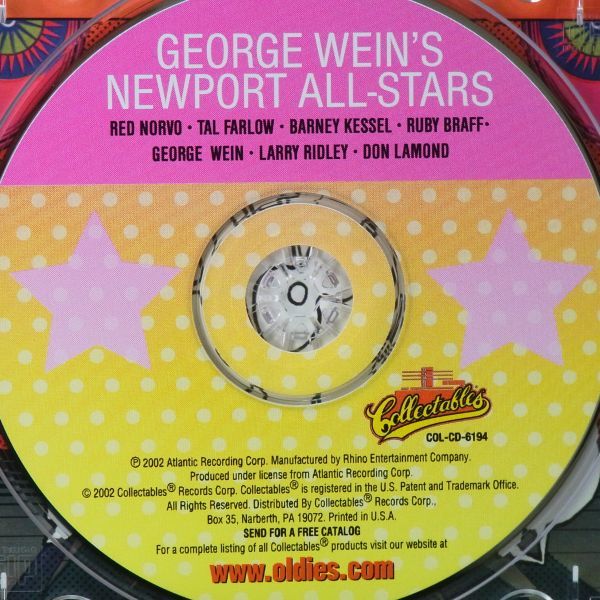 GEORGE WEIN'S
NEWPORT ALL-STARS
RED NORVO • TAL FARLOW • BARNEY KESSEL • RUBY BRAFF•
GEORGE WEIN • LARRY RIDLEY • DON LAMOND
Collectables
COL-CD-6194
℗ 2002 Atlantic Recording Corp. Manufactured by Rhino Entertainment Company.
Produced under license from Atlantic Recording Corp.
© 2002 Collectables® Records Corp. Collectables® is registered in the U.S. Patent and Trademark Office.
All Rights Reserved. Distributed By Collectables® Records Corp.,
Box 35, Narberth, PA 19072. Printed in U.S.A.
SEND FOR A FREE CATALOG
For a complete listing of all Collectables® products visit our website at
www.oldies.com